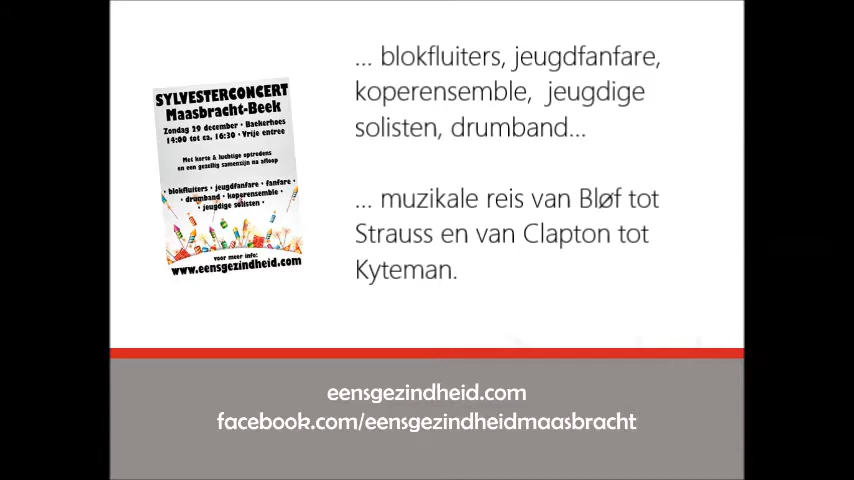 SYLVESTERCONCERT
Maasbracht-Beek
Zondag 29 december • Baekerhoes
14:00 tot ca. 16:30 • Vrije entree
Met korte & luchtige optredens
en een gezellig samenzijn na afloop
• blokfluiters • jeugdfanfare • fanfare •
• drumband • koperensemble •
• jeugdige solisten •
voor meer info:
www.eensgezindheid.com
... blokfluiters, jeugdfanfare,
koperensemble, jeugdige
solisten, drumband...
... muzikale reis van Bløf tot
Strauss en van Clapton tot
Kyteman.
eensgezindheid.com
facebook.com/eensgezindheidmaasbracht